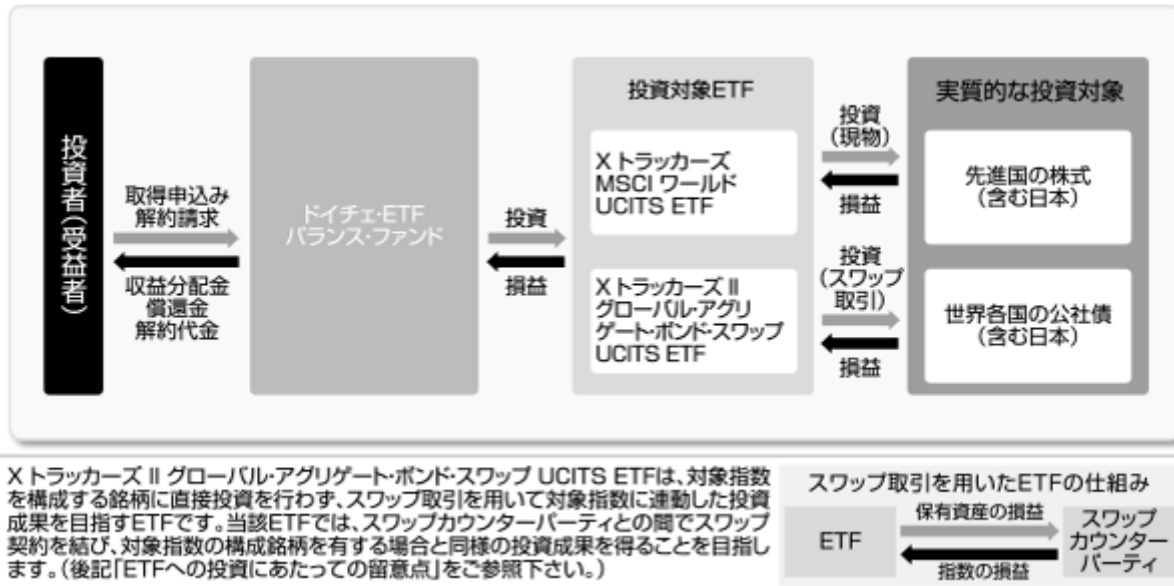 投資者(受益者)
取得申込み
解約請求
収益分配金
償還金
解約代金
ドイチェ・ETF
バランス・ファンド
投資
損益
投資対象ETF
X トラッカーズ
MSCI ワールド
UCITS ETF
X トラッカーズ II
グローバル・アグリ
ゲート・ボンド・スワップ
UCITS ETF
投資
(現物)
損益
投資
(スワップ
取引)
損益
実質的な投資対象
先進国の株式
(含む日本)
世界各国の公社債
(含む日本)
X トラッカーズ II グローバル・アグリゲート・ボンド・スワップ UCITS ETFは、対象指数
を構成する銘柄に直接投資を行わず、スワップ取引を用いて対象指数に連動した投資
成果を目指すETFです。当該ETFでは、スワップカウンターパーティとの間でスワップ
契約を結び、対象指数の構成銘柄を有する場合と同様の投資成果を得ることを目指し
ます。(後記「ETFへの投資にあたっての留意点」をご参照下さい。)
スワップ取引を用いたETFの仕組み
ETF
保有資産の損益
指数の損益
スワップ
カウンター
パーティ